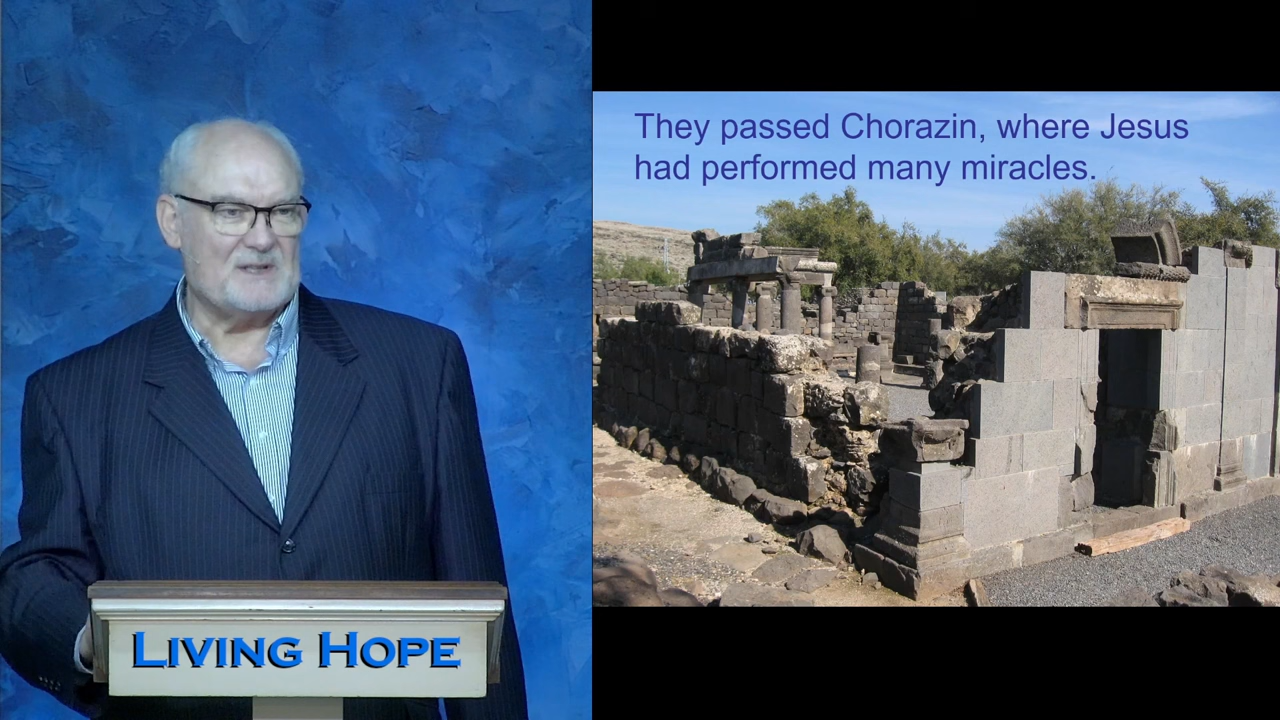 They passed Chorazin, where Jesus
had performed many miracles.
LIVING HOPE